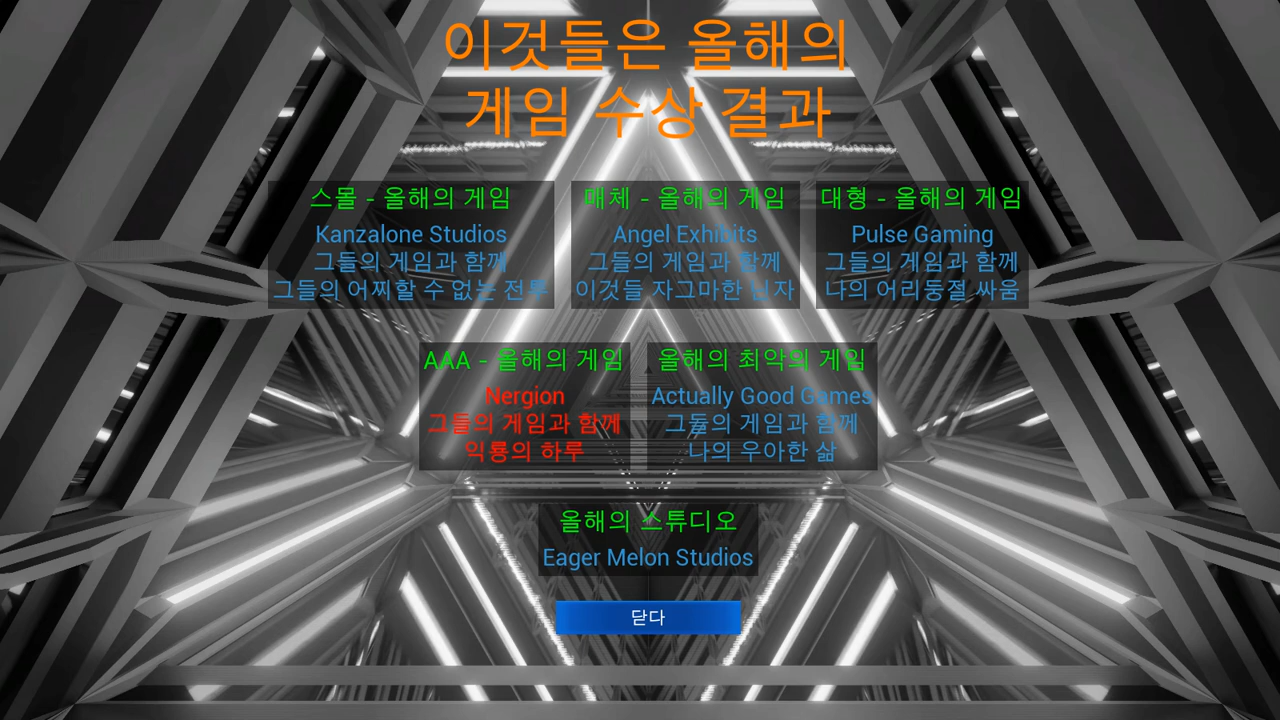 이것들은 올해의
게임 수상 결과
스몰 - 올해의 게임
Kanzalone Studios
그들의 게임과 함께
그들의 어찌할 수 없는 전투
매체 - 올해의 게임
Angel Exhibits
그들의 게임과 함께
이것들 자그마한 닌자
대형 - 올해의 게임
Pulse Gaming
그들의 게임과 함께
나의 어리둥절 싸움
AAA - 올해의 게임
Nergion
그들의 게임과 함께
익룡의 하루
올해의 최악의 게임
Actually Good Games
그들의 게임과 함께
나의 우아한 삶
올해의 스튜디오
Eager Melon Studios
닫다